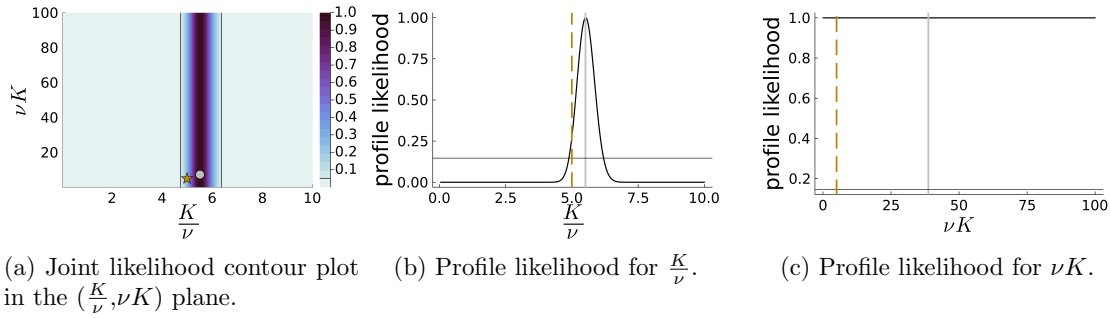 100
80
60
40
20
νK
2 4 6 8 10
K/ν
1.0
0.9
0.8
0.7
0.6
0.5
0.4
0.3
0.2
0.1
profile likelihood
1.00
0.75
0.50
0.25
0.00
0.0 2.5 5.0 7.5 10.0
K/ν
profile likelihood
1.0
0.8
0.6
0.4
0.2
0 25 50 75 100
νK
(a) Joint likelihood contour plot
in the (K/ν,νK) plane.
(b) Profile likelihood for K/ν.
(c) Profile likelihood for νK.